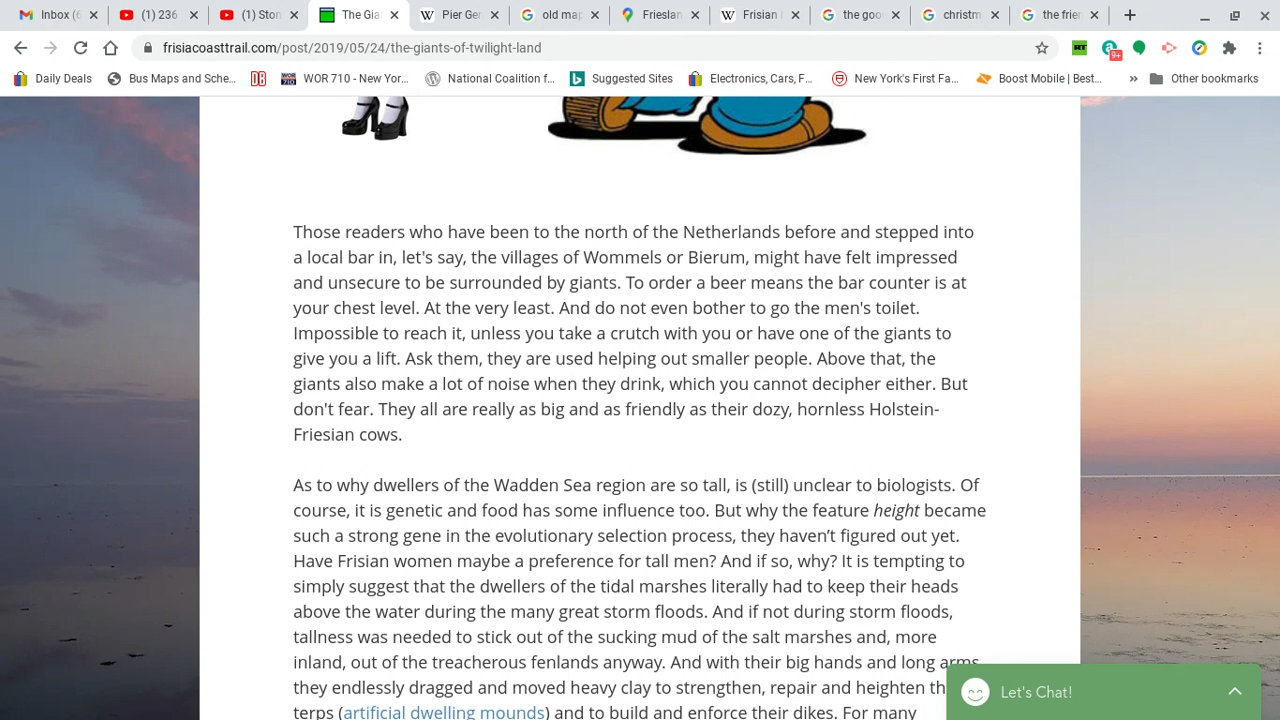 Inbox (6
(1) 236
(1) Stor
The Gia
Pier Ge
old map
Frieslan
Frisian I
the goo
christm
the frier
frisiacoasttrail.com/post/2019/05/24/the-giants-of-twilight-land
RT
9+
Daily Deals
Bus Maps and Sche…
DB
WOR 710 - New Yor…
National Coalition f…
Suggested Sites
Electronics, Cars, F…
New York's First Fa…
Boost Mobile | Best…
»
Other bookmarks
Those readers who have been to the north of the Netherlands before and stepped into
a local bar in, let's say, the villages of Wommels or Bierum, might have felt impressed
and unsecure to be surrounded by giants. To order a beer means the bar counter is at
your chest level. At the very least. And do not even bother to go the men's toilet.
Impossible to reach it, unless you take a crutch with you or have one of the giants to
give you a lift. Ask them, they are used helping out smaller people. Above that, the
giants also make a lot of noise when they drink, which you cannot decipher either. But
don't fear. They all are really as big and as friendly as their dozy, hornless Holstein-
Friesian cows.
As to why dwellers of the Wadden Sea region are so tall, is (still) unclear to biologists. Of
course, it is genetic and food has some influence too. But why the feature height became
such a strong gene in the evolutionary selection process, they haven’t figured out yet.
Have Frisian women maybe a preference for tall men? And if so, why? It is tempting to
simply suggest that the dwellers of the tidal marshes literally had to keep their heads
above the water during the many great storm floods. And if not during storm floods,
tallness was needed to stick out of the sucking mud of the salt marshes and, more
inland, out of the treacherous fenlands anyway. And with their big hands and long arms
they endlessly dragged and moved heavy clay to strengthen, repair and heighten th
terps (artificial dwelling mounds) and to build and enforce their dikes. For many
Let's Chat!